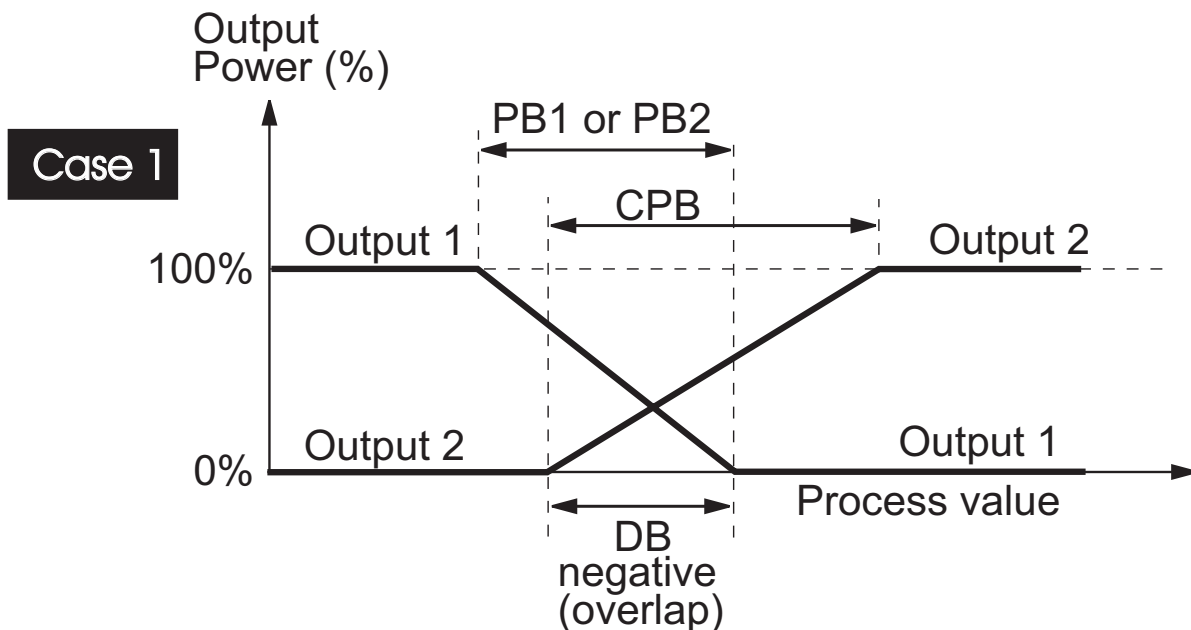 Output
Power (%)
PB1 or PB2
Case 1
CPB
Output 1
Output 2
100%
Output 2
Output 1
0%
Process value
DB
negative
(overlap)